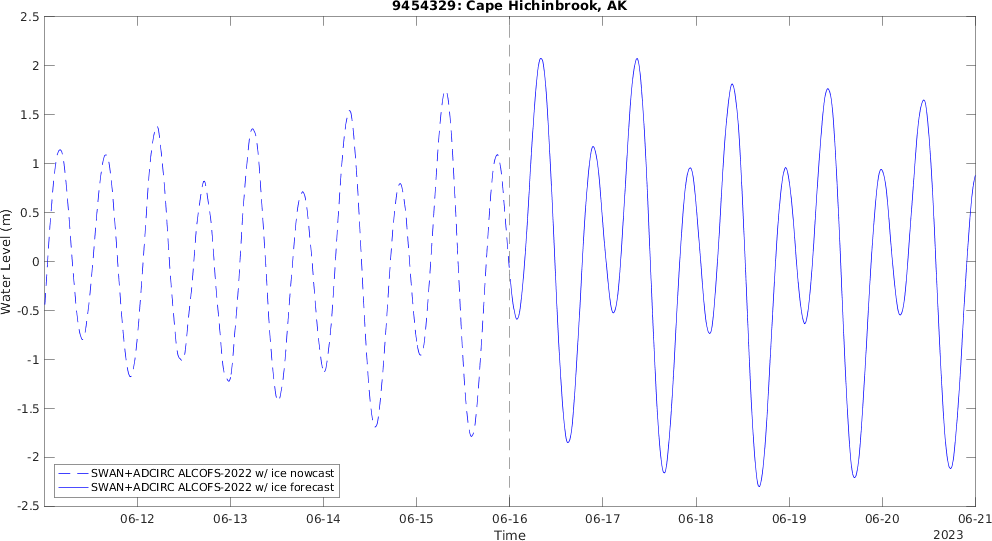 9454329: Cape Hichinbrook, AK
2.5
2
1.5
1
0.5
0
-0.5
-1
-1.5
-2
-2.5
Water Level (m)
SWAN+ADCIRC ALCOFS-2022 w/ ice nowcast
SWAN+ADCIRC ALCOFS-2022 w/ ice forecast
06-12 06-13 06-14 06-15 06-16 06-17 06-18 06-19 06-20 06-21
Time
2023